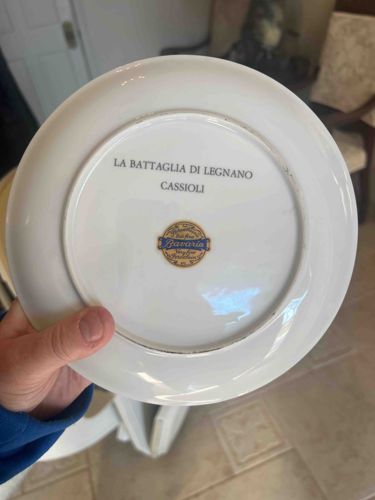 LA BATTAGLIA DI LEGNANO
CASSIOLI
Bavaria